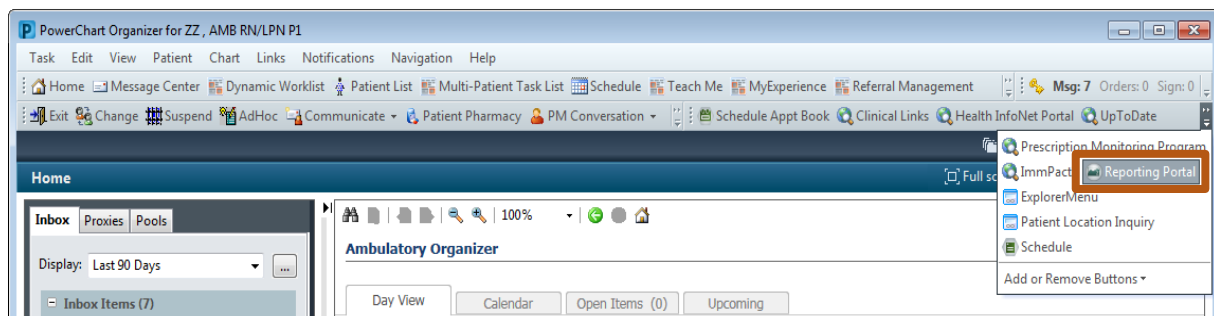 PowerChart Organizer for ZZ , AMB RN/LPN P1
Task Edit View Patient Chart Links Notifications Navigation Help
Home Message Center Dynamic Worklist Patient List Multi-Patient Task List Schedule Teach Me MyExperience Referral Management Msg: 7 Orders: 0 Sign: 0
Exit Change Suspend AdHoc Communicate Patient Pharmacy PM Conversation Schedule Appt Book Clinical Links Health InfoNet Portal UpToDate
Prescription Monitoring Program
Home Full sc ImmPact Reporting Portal
ExplorerMenu
Inbox Proxies Pools 100% Patient Location Inquiry
Ambulatory Organizer Schedule
Display: Last 90 Days ...
Add or Remove Buttons
Inbox Items (7) Day View Calendar Open Items (0) Upcoming